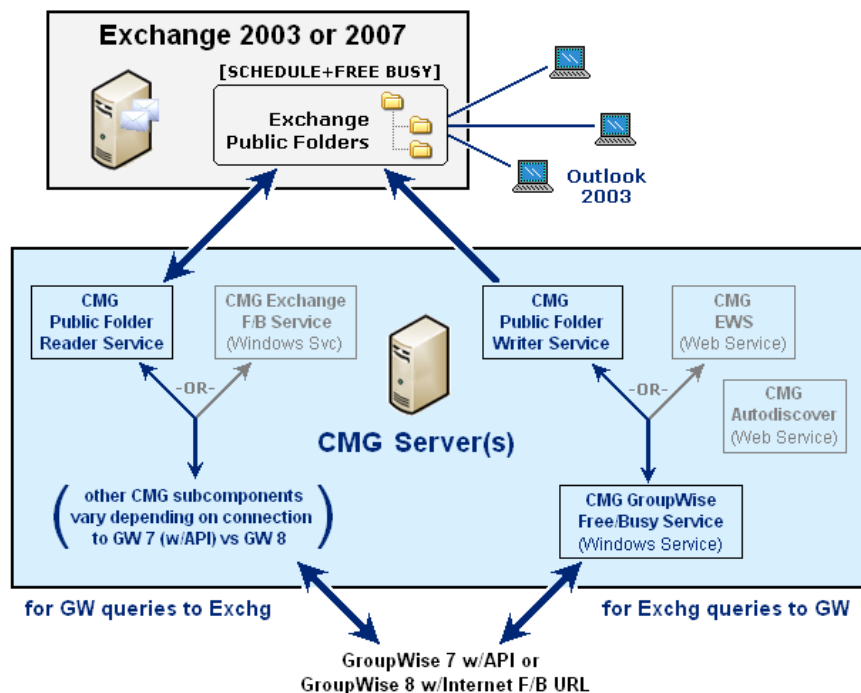 Exchange 2003 or 2007
[SCHEDULE+FREE BUSY]
Exchange
Public Folders
Outlook
2003
CMG
Public Folder
Reader Service
CMG Exchange
F/B Service
(Windows Svc)
CMG
Public Folder
Writer Service
CMG
EWS
(Web Service)
-OR-
-OR-
CMG
Autodiscover
(Web Service)
CMG Server(s)
(other CMG subcomponents
vary depending on connection
to GW 7 (w/API) vs GW 8)
CMG GroupWise
Free/Busy Service
(Windows Service)
for GW queries to Exchg
for Exchg queries to GW
GroupWise 7 w/API or
GroupWise 8 w/Internet F/B URL